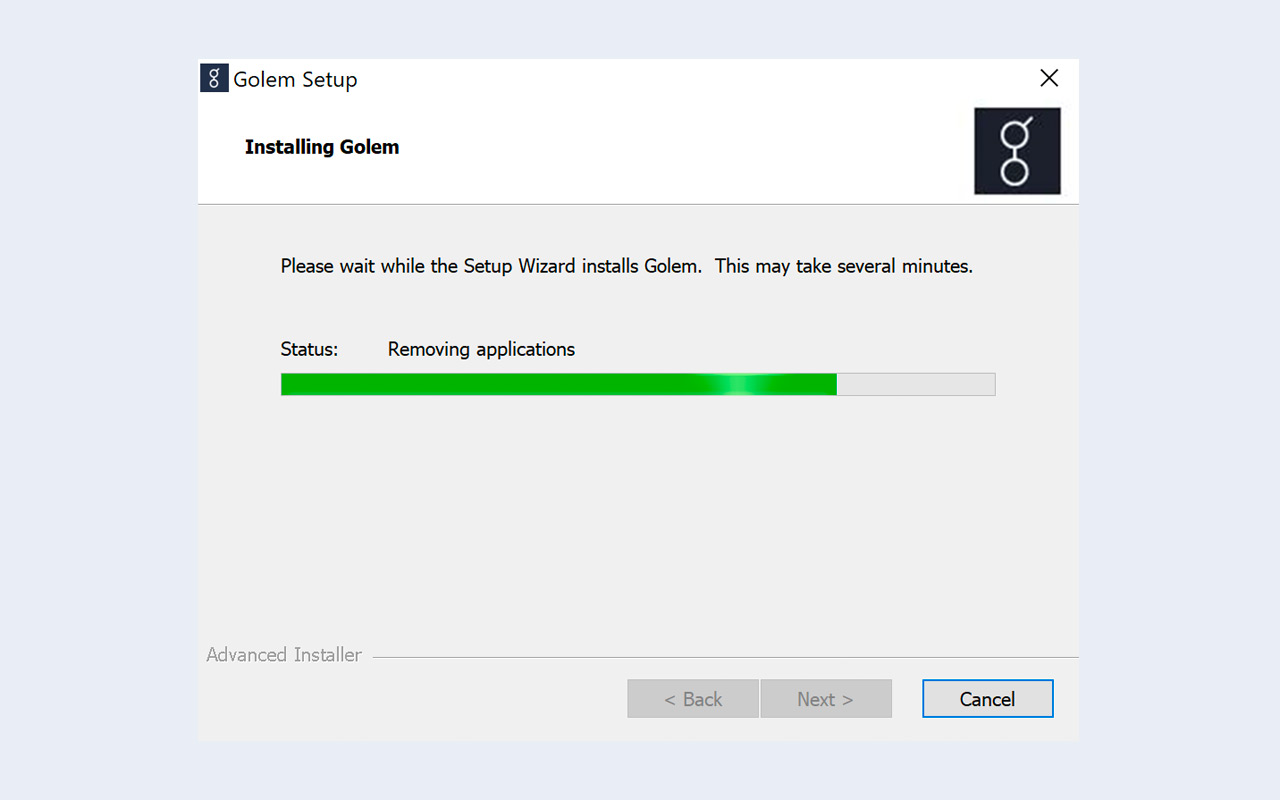 Golem Setup
Installing Golem
Please wait while the Setup Wizard installs Golem. This may take several minutes.
Status: Removing applications
Advanced Installer
< Back Next > Cancel